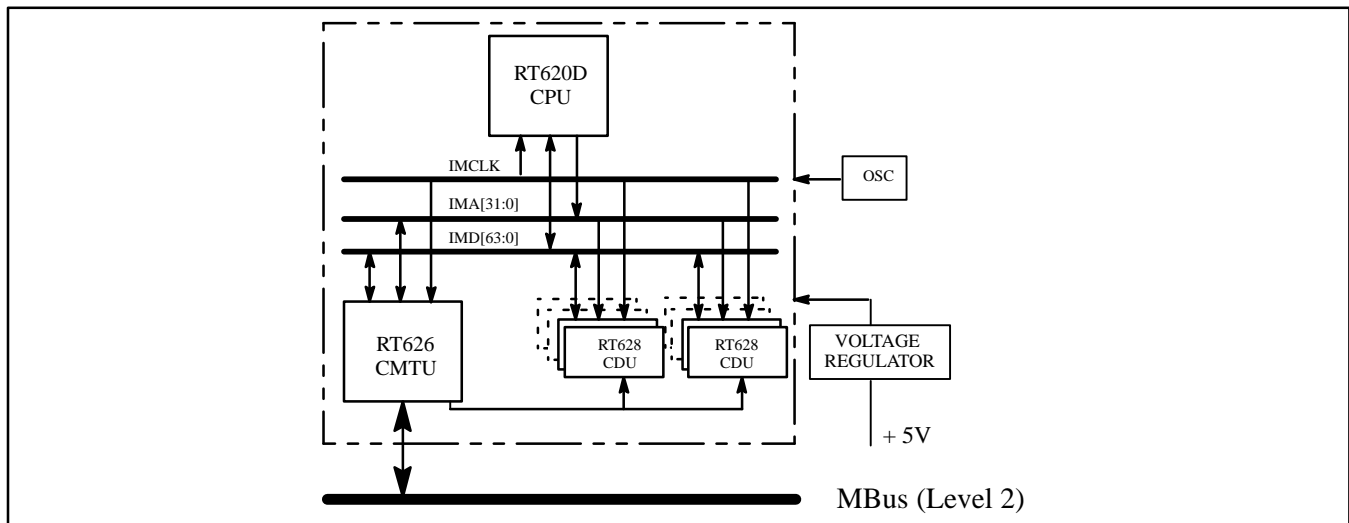 RT620D
CPU
IMCLK
OSC
IMA[31:0]
IMD[63:0]
RT626
CMTU
RT628
CDU
RT628
CDU
VOLTAGE
REGULATOR
+ 5V
MBus (Level 2)